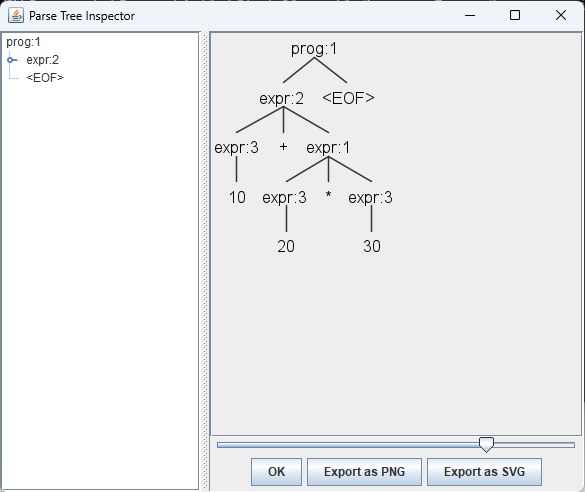 Parse Tree Inspector
prog:1
expr:2
<EOF>
prog:1
expr:2 <EOF>
expr:3 + expr:1
10 expr:3 * expr:3
20 30
OK Export as PNG Export as SVG